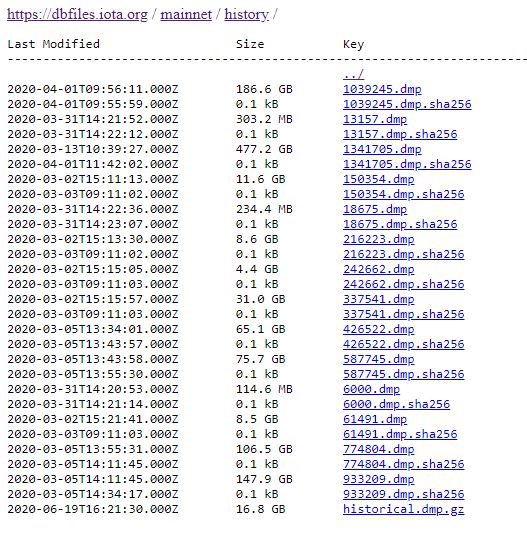 https://dbfiles.iota.org / mainnet / history /
Last Modified Size Key
--------------------------------------------------------------------------------
../
2020-04-01T09:56:11.000Z 186.6 GB 1039245.dmp
2020-04-01T09:55:59.000Z 0.1 kB 1039245.dmp.sha256
2020-03-31T14:21:52.000Z 303.2 MB 13157.dmp
2020-03-31T14:22:12.000Z 0.1 kB 13157.dmp.sha256
2020-03-13T10:39:27.000Z 477.2 GB 1341705.dmp
2020-04-01T11:42:02.000Z 0.1 kB 1341705.dmp.sha256
2020-03-02T15:11:13.000Z 11.6 GB 150354.dmp
2020-03-03T09:11:02.000Z 0.1 kB 150354.dmp.sha256
2020-03-31T14:22:36.000Z 234.4 MB 18675.dmp
2020-03-31T14:23:07.000Z 0.1 kB 18675.dmp.sha256
2020-03-02T15:13:30.000Z 8.6 GB 216223.dmp
2020-03-03T09:11:02.000Z 0.1 kB 216223.dmp.sha256
2020-03-02T15:15:05.000Z 4.4 GB 242662.dmp
2020-03-03T09:11:03.000Z 0.1 kB 242662.dmp.sha256
2020-03-02T15:15:57.000Z 31.0 GB 337541.dmp
2020-03-03T09:11:03.000Z 0.1 kB 337541.dmp.sha256
2020-03-05T13:34:01.000Z 65.1 GB 426522.dmp
2020-03-05T13:43:57.000Z 0.1 kB 426522.dmp.sha256
2020-03-05T13:43:58.000Z 75.7 GB 587745.dmp
2020-03-05T13:55:30.000Z 0.1 kB 587745.dmp.sha256
2020-03-31T14:20:53.000Z 114.6 MB 6000.dmp
2020-03-31T14:21:14.000Z 0.1 kB 6000.dmp.sha256
2020-03-02T15:21:41.000Z 8.5 GB 61491.dmp
2020-03-03T09:11:03.000Z 0.1 kB 61491.dmp.sha256
2020-03-05T13:55:31.000Z 106.5 GB 774804.dmp
2020-03-05T14:11:45.000Z 0.1 kB 774804.dmp.sha256
2020-03-05T14:11:45.000Z 147.9 GB 933209.dmp
2020-03-05T14:34:17.000Z 0.1 kB 933209.dmp.sha256
2020-06-19T16:21:30.000Z 16.8 GB historical.dmp.gz